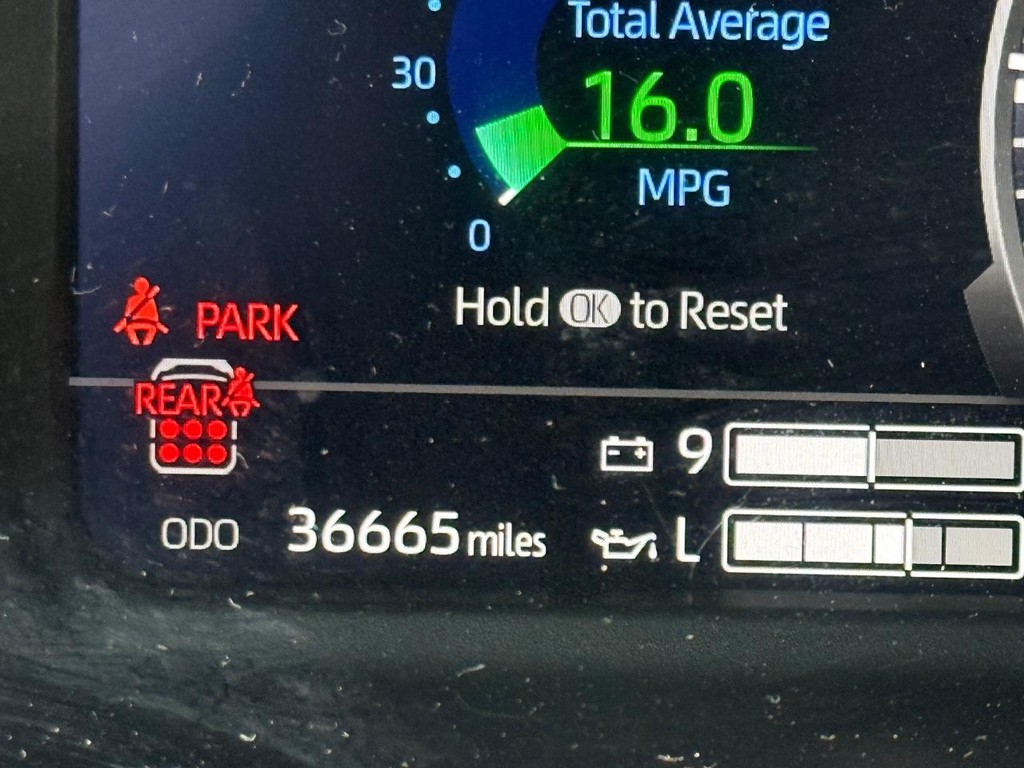 Total Average
30
16.0
MPG
0
Hold OK to Reset
PARK
REAR
9
ODO 36665 miles
L